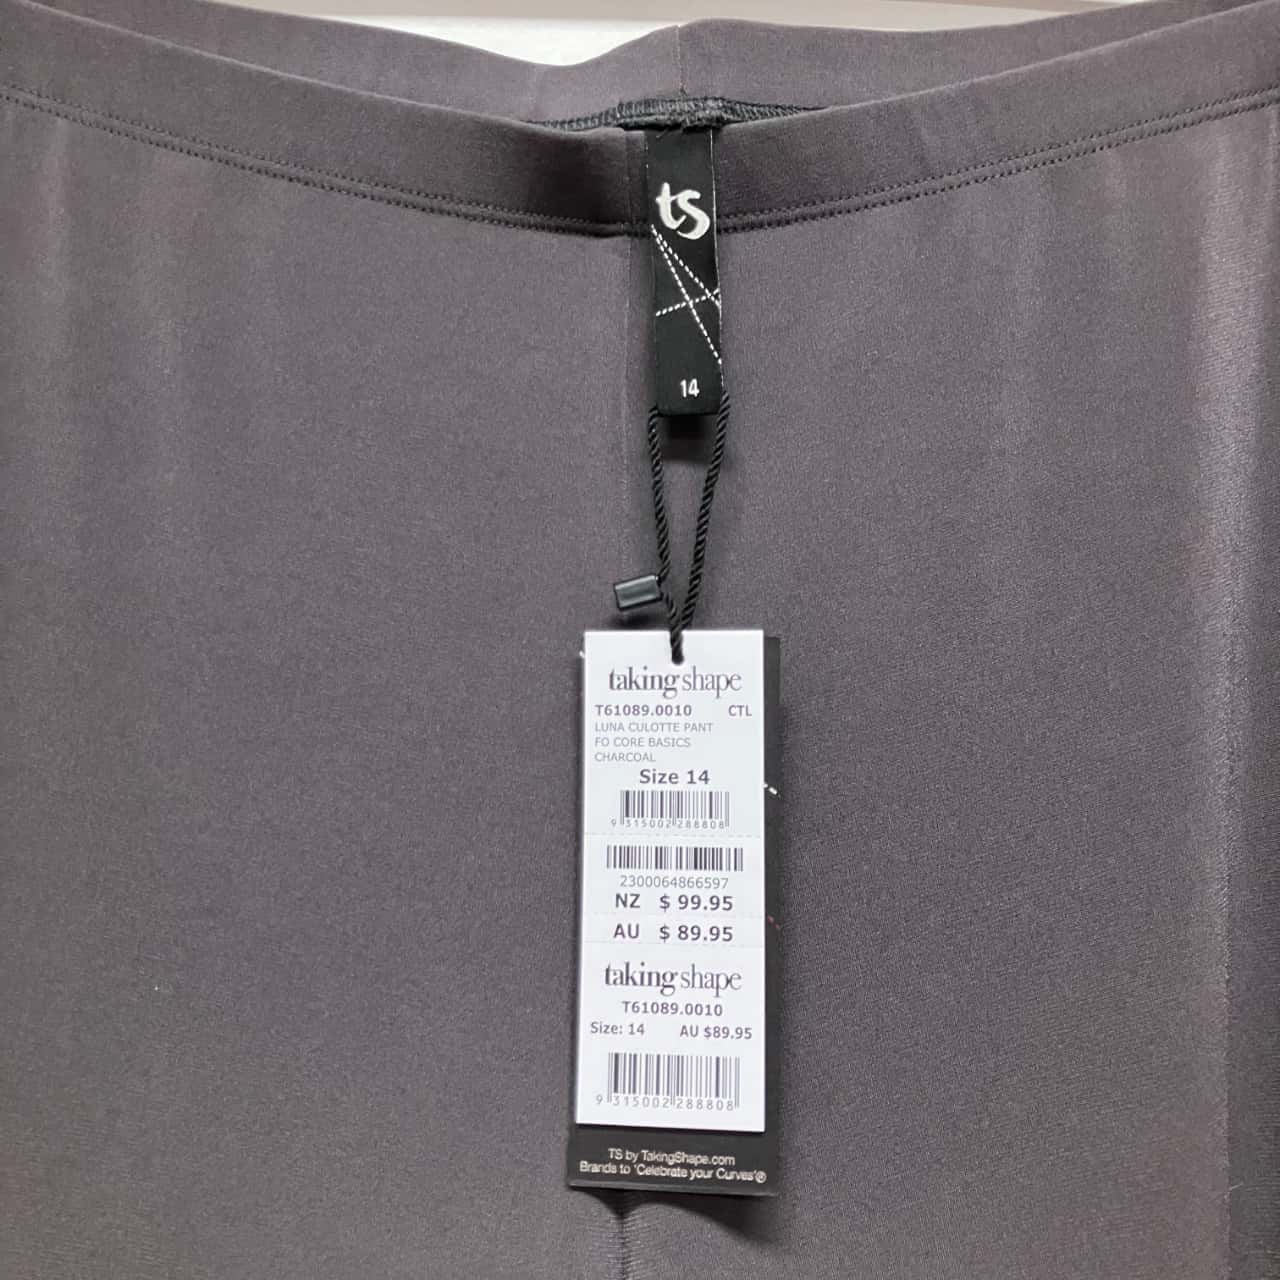 ts
14
taking shape
T61089.0010 CTL
LUNA CULOTTE PANT
FO CORE BASICS
CHARCOAL
Size 14
9 315002 288808
2300064866597
NZ $ 99.95
AU $ 89.95
taking shape
T61089.0010
Size: 14 AU $89.95
9 315002 288808
TS by TakingShape.com
Brands to 'Celebrate your Curves'®